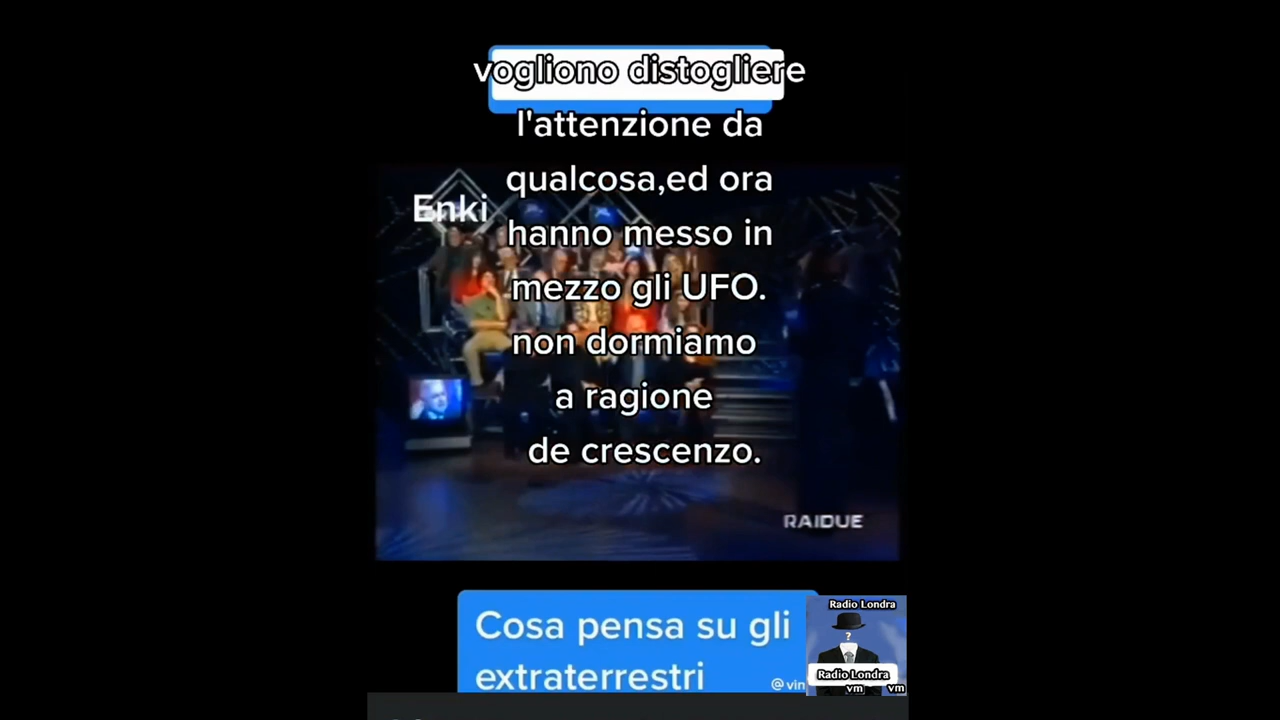 vogliono distogliere
l'attenzione da
qualcosa,ed ora
hanno messo in
mezzo gli UFO.
non dormiamo
a ragione
de crescenzo.
Enki
RAIDUE
Cosa pensa su gli
extraterrestri
@vin
Radio Londra
?
Radio Londra
vm
vm